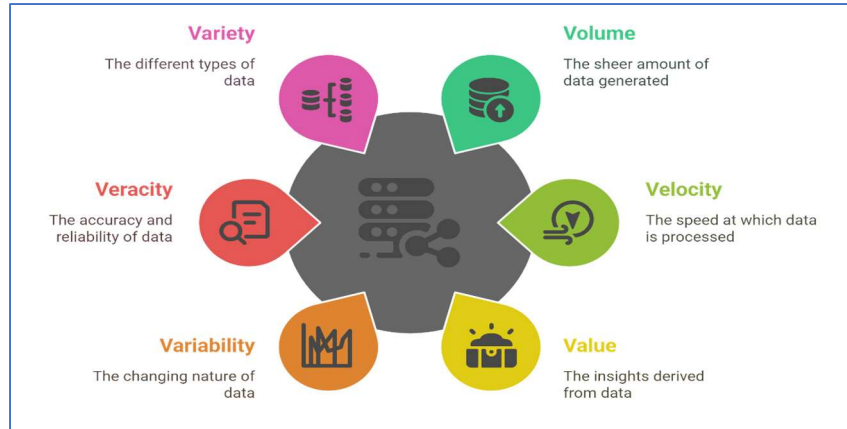 Variety
The different types of
data
Volume
The sheer amount of
data generated
Veracity
The accuracy and
reliability of data
Velocity
The speed at which data
is processed
Variability
The changing nature of
data
Value
The insights derived
from data